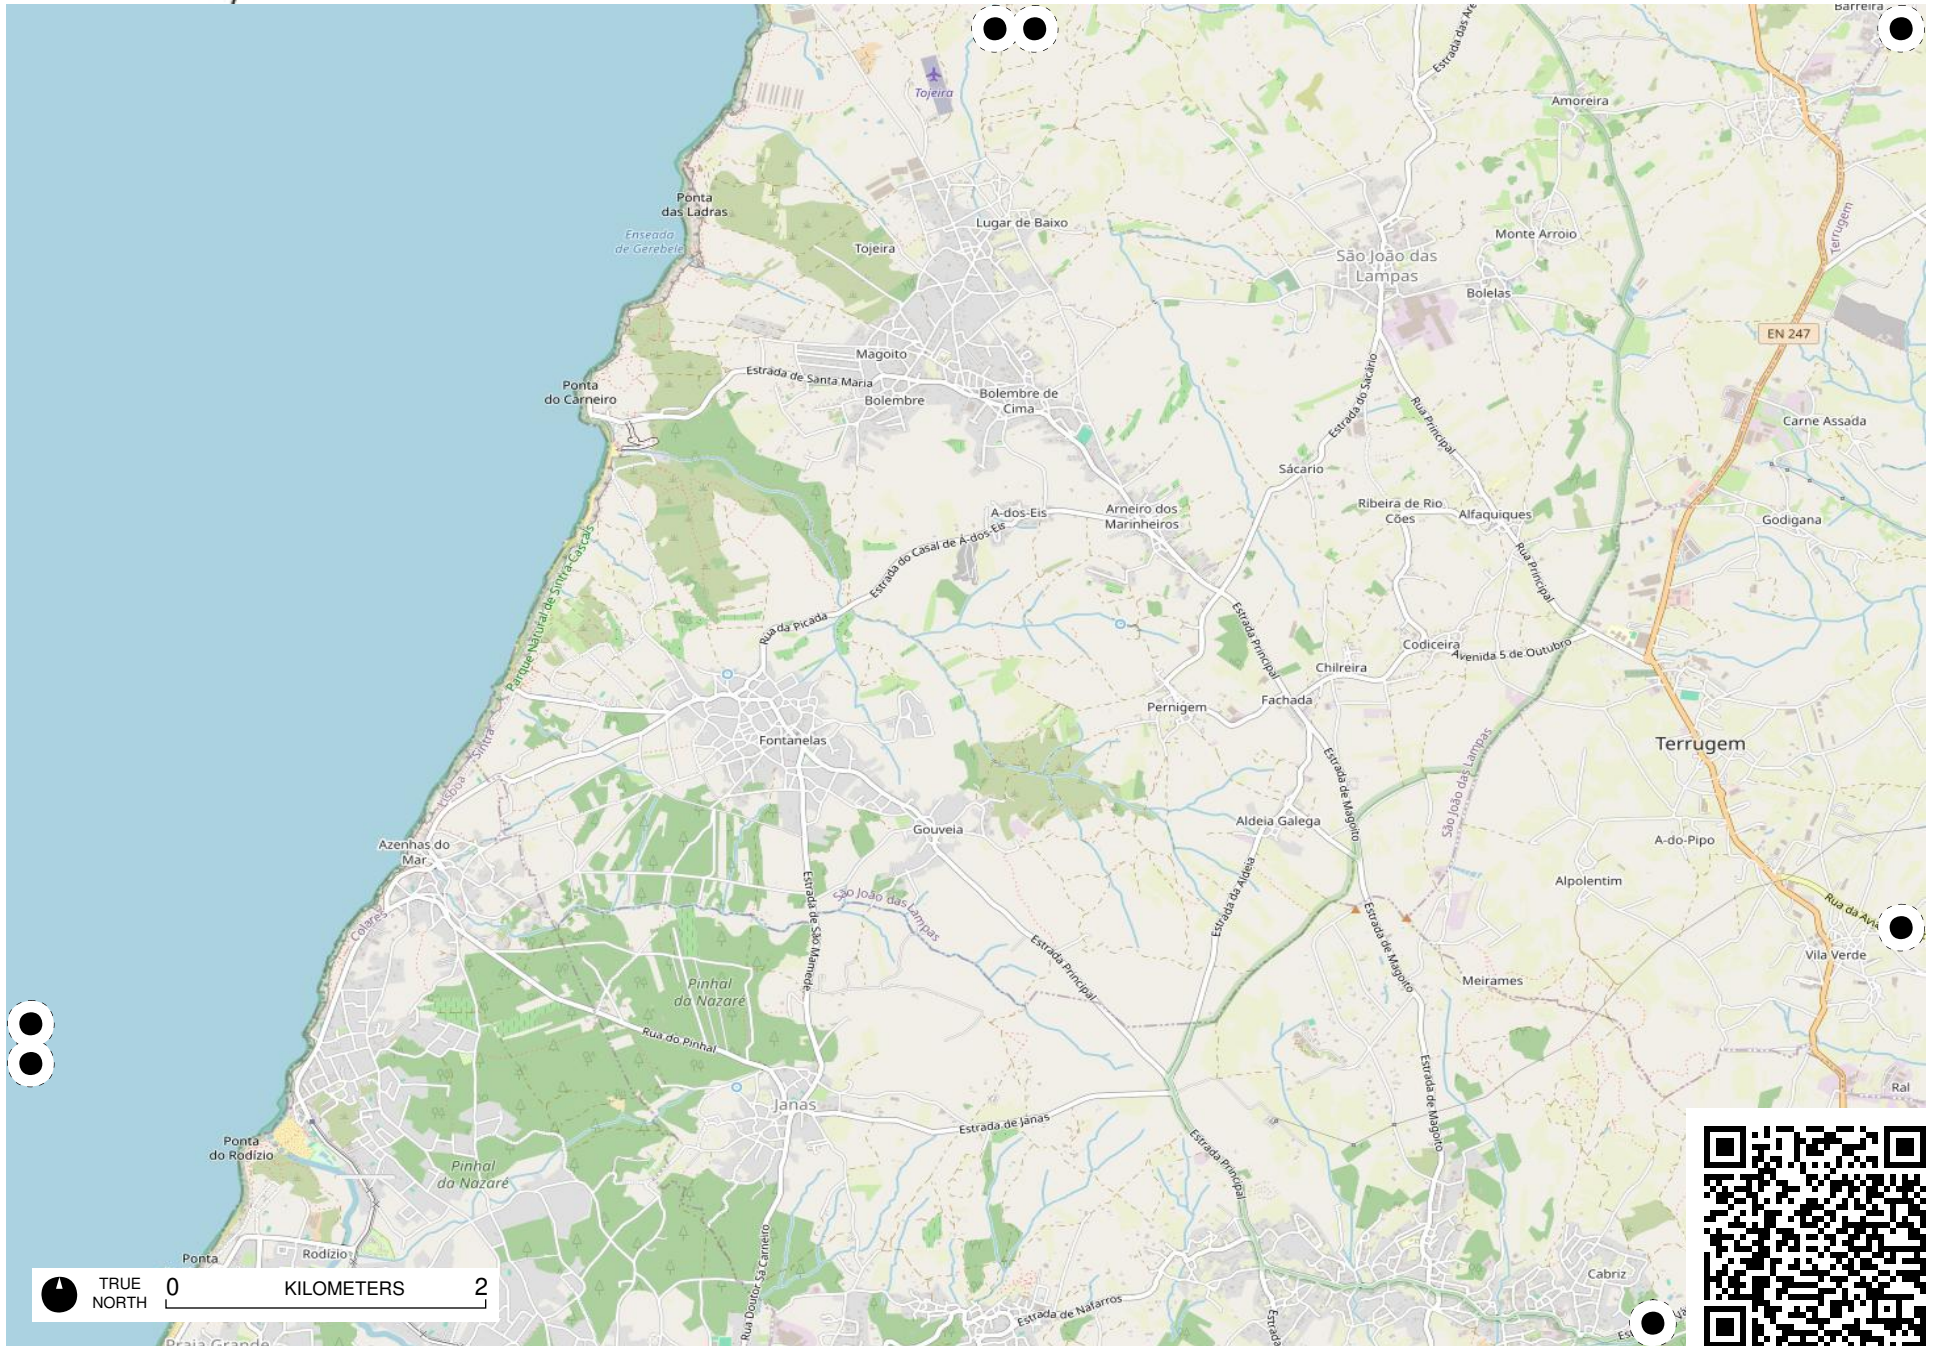 Barreira
Estrada das Are
Tojeira
Amoreira
Ponta
das Ladras
Lugar de Baixo
Terrugem
Enseada
de Gerebele
Tojeira
Monte Arroio
São João das
Lampas
Bolelas
EN 247
Magoito
Estrada de Santa Maria
Ponta
do Carneiro
Bolembre
Bolembre de
Cima
Estrada do Sacário
Rua Principal
Carne Assada
Sácario
A-dos-Eis
Arneiro dos
Marinheiros
Ribeira de Rio
Cões
Alfaquiques
Godigana
Estrada do Casal de A-dos-Eis
Parque Natural de Sintra-Cascais
Rua Principal
Rua da Picada
Estrada Principal
Codiceira
Avenida 5 de Outubro
Chilreira
Pernigem
Fachada
Fontanelas
Terrugem
Lisboa
Sintra
Estrada de Magoito
São João das Lampas
Gouveia
Aldeia Galega
A-do-Pipo
Azenhas do
Mar
Alpolentim
Estrada de São Mamede
São João das Lampas
Estrada da Aldeia
Rua da Avia
Colares
Estrada Principal
Estrada de Magoito
Vila Verde
Meirames
Pinhal
da Nazaré
Rua do Pinhal
Estrada de Magoito
Ral
Janas
Estrada de Janas
Ponta
do Rodízio
Estrada Principal
Pinhal
da Nazaré
Rua Doutor Sá Carneiro
Ponta
Rodízio
Cabriz
TRUE
NORTH
0 KILOMETERS 2
Estrada de Nafarros
Estrada
Praia Grande